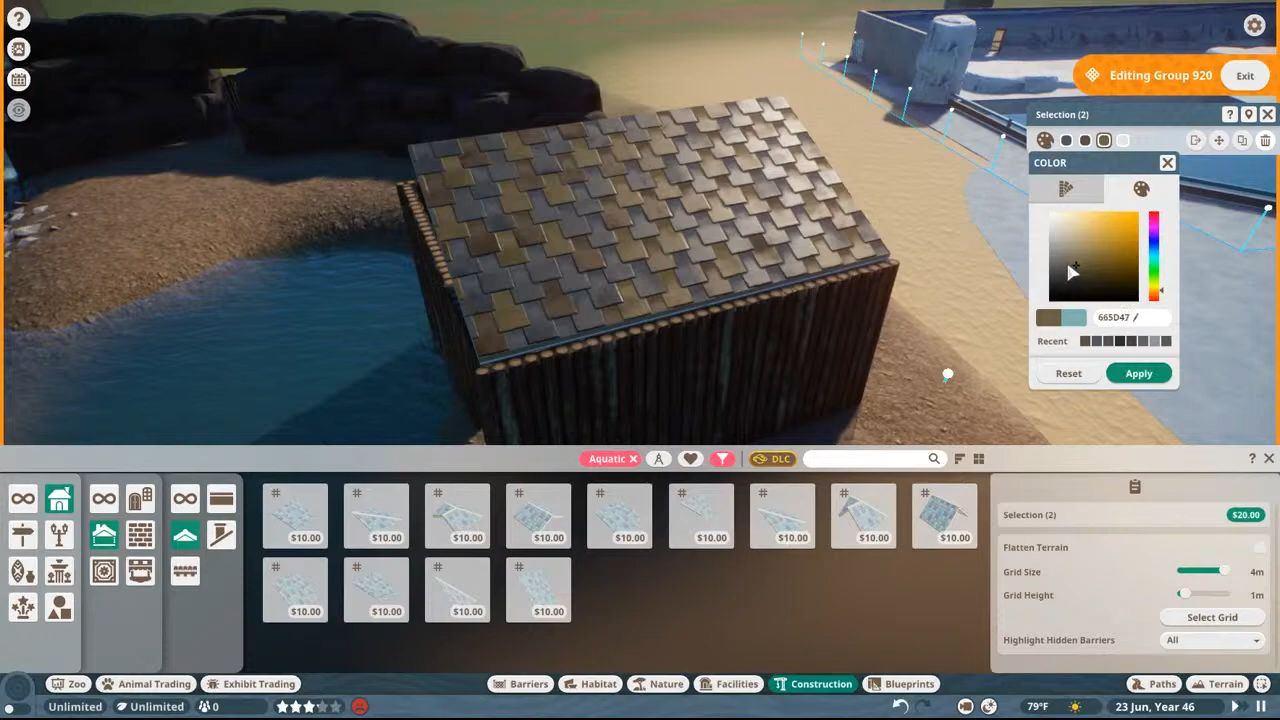 Editing Group 920
Exit
Selection (2)
COLOR
665D47
Recent
Reset
Apply
Aquatic
DLC
$10.00 $10.00 $10.00 $10.00 $10.00 $10.00 $10.00 $10.00 $10.00
$10.00 $10.00 $10.00 $10.00
Selection (2) $20.00
Flatten Terrain
Grid Size 4m
Grid Height 1m
Select Grid
Highlight Hidden Barriers All
Zoo Animal Trading Exhibit Trading Barriers Habitat Nature Facilities Construction Blueprints Paths Terrain
Unlimited Unlimited 0 79°F 23 Jun, Year 46